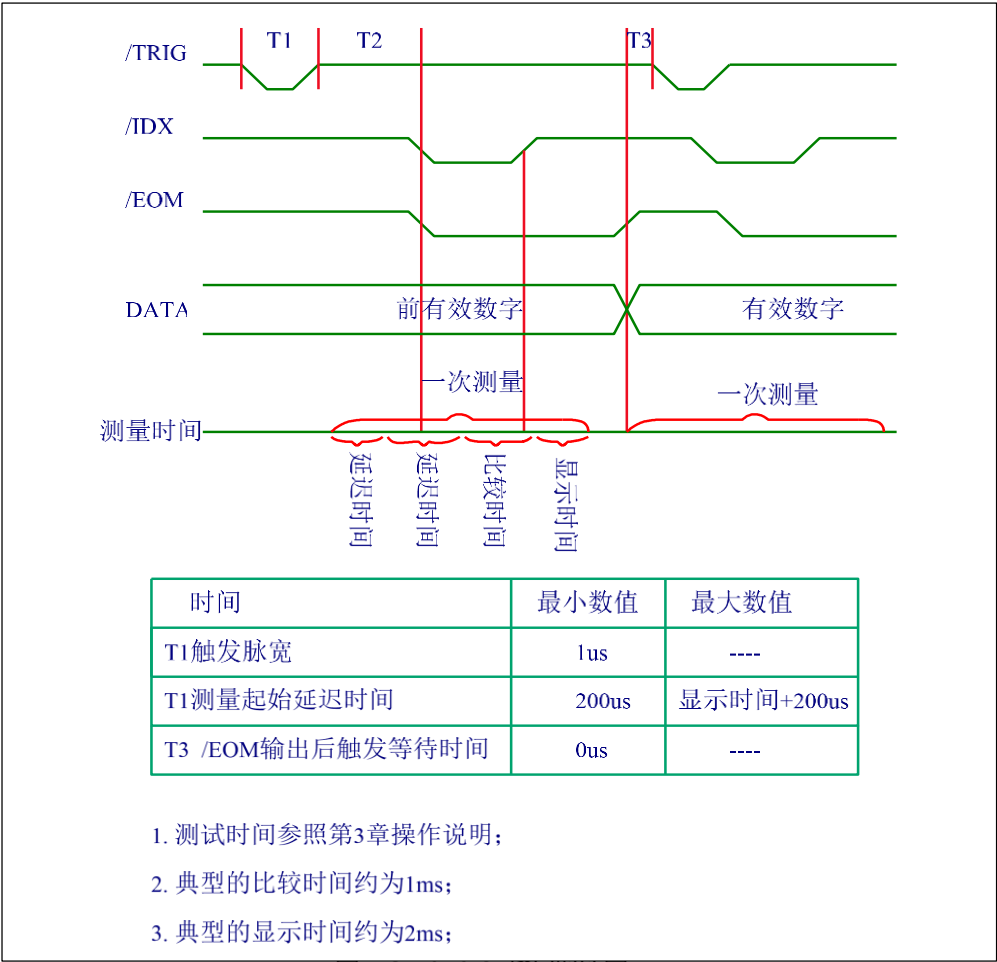 /TRIG T1 T2 T3
/IDX
/EOM
DATA 前有效数字 有效数字
一次测量 一次测量
测量时间
延迟时间 延迟时间 比较时间 显示时间
时间 最小数值 最大数值
T1触发脉宽 1us ----
T1测量起始延迟时间 200us 显示时间+200us
T3 /EOM输出后触发等待时间 0us ----
1. 测试时间参照第3章操作说明；
2. 典型的比较时间约为1ms；
3. 典型的显示时间约为2ms；